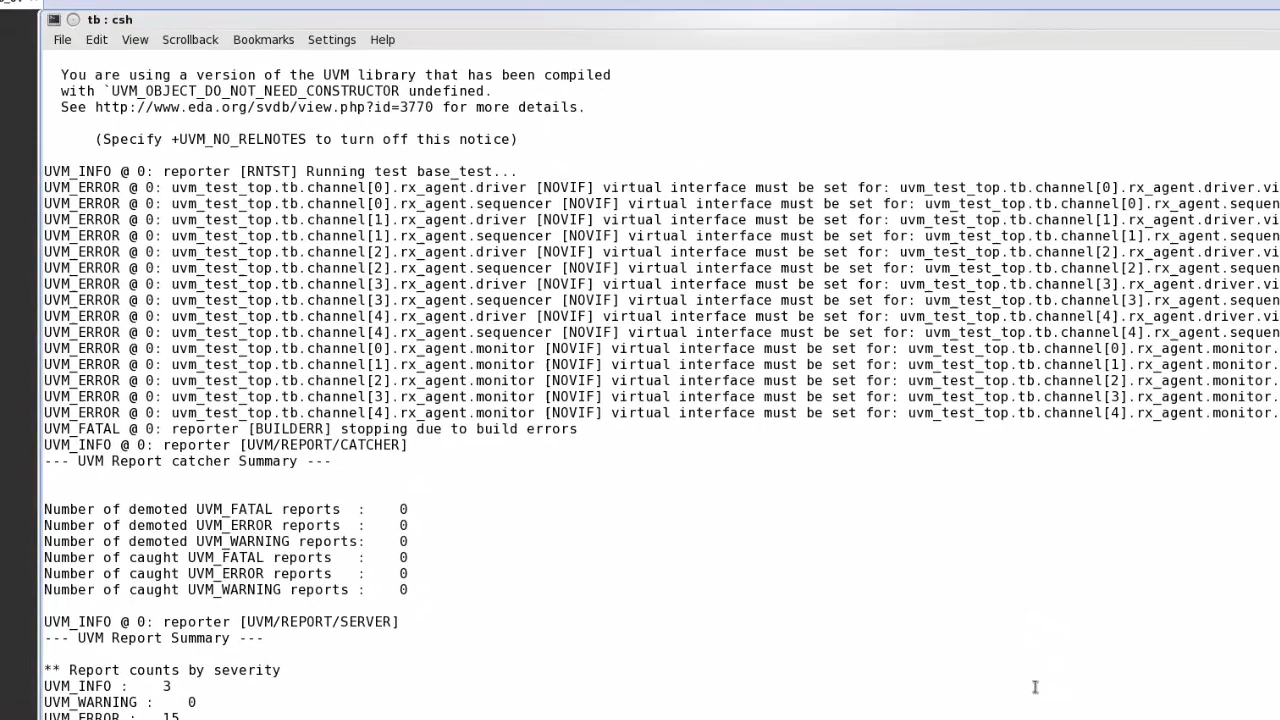 tb : csh
File Edit View Scrollback Bookmarks Settings Help
You are using a version of the UVM library that has been compiled
with `UVM_OBJECT_DO_NOT_NEED_CONSTRUCTOR undefined.
See http://www.eda.org/svdb/view.php?id=3770 for more details.
(Specify +UVM_NO_RELNOTES to turn off this notice)
UVM_INFO @ 0: reporter [RNTST] Running test base_test...
UVM_ERROR @ 0: uvm_test_top.tb.channel[0].rx_agent.driver [NOVIF] virtual interface must be set for: uvm_test_top.tb.channel[0].rx_agent.driver.vi
UVM_ERROR @ 0: uvm_test_top.tb.channel[0].rx_agent.sequencer [NOVIF] virtual interface must be set for: uvm_test_top.tb.channel[0].rx_agent.sequen
UVM_ERROR @ 0: uvm_test_top.tb.channel[1].rx_agent.driver [NOVIF] virtual interface must be set for: uvm_test_top.tb.channel[1].rx_agent.driver.vi
UVM_ERROR @ 0: uvm_test_top.tb.channel[1].rx_agent.sequencer [NOVIF] virtual interface must be set for: uvm_test_top.tb.channel[1].rx_agent.sequen
UVM_ERROR @ 0: uvm_test_top.tb.channel[2].rx_agent.driver [NOVIF] virtual interface must be set for: uvm_test_top.tb.channel[2].rx_agent.driver.vi
UVM_ERROR @ 0: uvm_test_top.tb.channel[2].rx_agent.sequencer [NOVIF] virtual interface must be set for: uvm_test_top.tb.channel[2].rx_agent.sequen
UVM_ERROR @ 0: uvm_test_top.tb.channel[3].rx_agent.driver [NOVIF] virtual interface must be set for: uvm_test_top.tb.channel[3].rx_agent.driver.vi
UVM_ERROR @ 0: uvm_test_top.tb.channel[3].rx_agent.sequencer [NOVIF] virtual interface must be set for: uvm_test_top.tb.channel[3].rx_agent.sequen
UVM_ERROR @ 0: uvm_test_top.tb.channel[4].rx_agent.driver [NOVIF] virtual interface must be set for: uvm_test_top.tb.channel[4].rx_agent.driver.vi
UVM_ERROR @ 0: uvm_test_top.tb.channel[4].rx_agent.sequencer [NOVIF] virtual interface must be set for: uvm_test_top.tb.channel[4].rx_agent.sequen
UVM_ERROR @ 0: uvm_test_top.tb.channel[0].rx_agent.monitor [NOVIF] virtual interface must be set for: uvm_test_top.tb.channel[0].rx_agent.monitor.
UVM_ERROR @ 0: uvm_test_top.tb.channel[1].rx_agent.monitor [NOVIF] virtual interface must be set for: uvm_test_top.tb.channel[1].rx_agent.monitor.
UVM_ERROR @ 0: uvm_test_top.tb.channel[2].rx_agent.monitor [NOVIF] virtual interface must be set for: uvm_test_top.tb.channel[2].rx_agent.monitor.
UVM_ERROR @ 0: uvm_test_top.tb.channel[3].rx_agent.monitor [NOVIF] virtual interface must be set for: uvm_test_top.tb.channel[3].rx_agent.monitor.
UVM_ERROR @ 0: uvm_test_top.tb.channel[4].rx_agent.monitor [NOVIF] virtual interface must be set for: uvm_test_top.tb.channel[4].rx_agent.monitor.
UVM_FATAL @ 0: reporter [BUILDERR] stopping due to build errors
UVM_INFO @ 0: reporter [UVM/REPORT/CATCHER]
--- UVM Report catcher Summary ---
Number of demoted UVM_FATAL reports  :    0
Number of demoted UVM_ERROR reports  :    0
Number of demoted UVM_WARNING reports:    0
Number of caught UVM_FATAL reports   :    0
Number of caught UVM_ERROR reports   :    0
Number of caught UVM_WARNING reports :    0
UVM_INFO @ 0: reporter [UVM/REPORT/SERVER]
--- UVM Report Summary ---
** Report counts by severity
UVM_INFO :    3
UVM_WARNING :    0
UVM_ERROR :   15